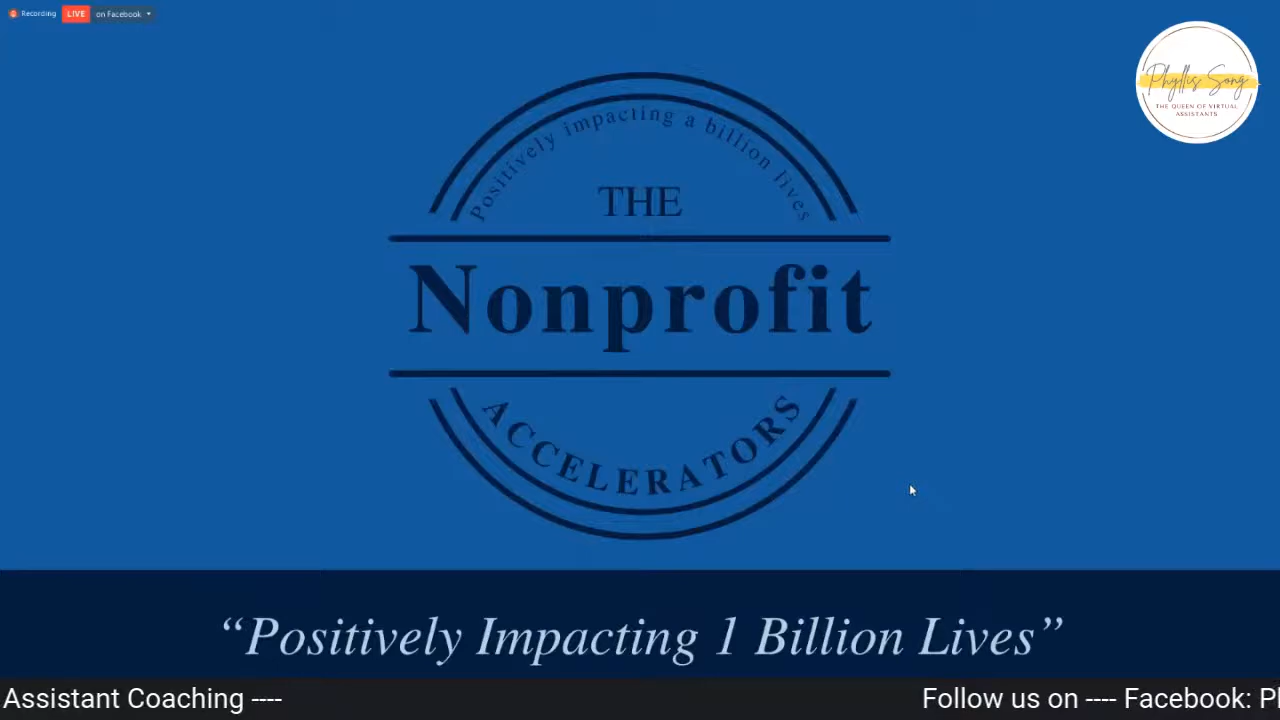 Recording LIVE on Facebook
Phyllis Song
THE QUEEN OF VIRTUAL
ASSISTANTS
Positively impacting a billion lives
THE
Nonprofit
ACCELERATORS
“Positively Impacting 1 Billion Lives”
Assistant Coaching ---- Follow us on ---- Facebook: Pl